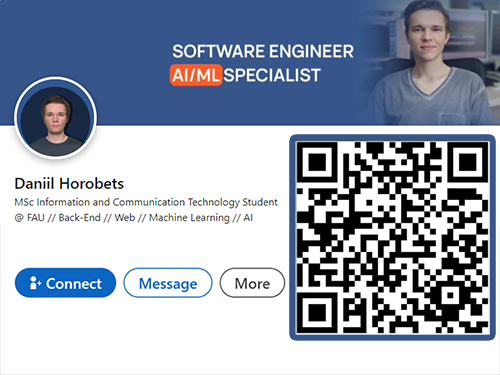 SOFTWARE ENGINEER
AI/ML SPECIALIST
Daniil Horobets
MSc Information and Communication Technology Student
@ FAU // Back-End // Web // Machine Learning // AI
Connect
Message
More